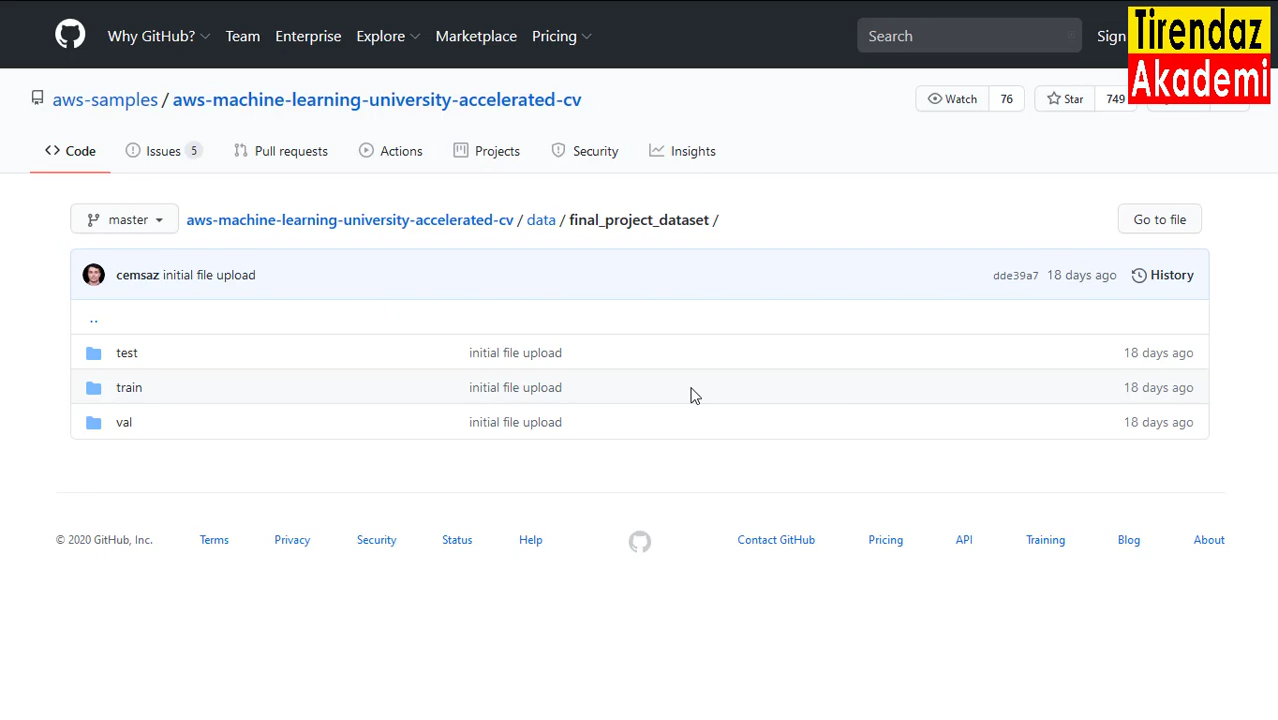 Why GitHub? Team Enterprise Explore Marketplace Pricing Search Sign
Tirendaz
Akademi
aws-samples / aws-machine-learning-university-accelerated-cv Watch 76 Star 749
Code Issues 5 Pull requests Actions Projects Security Insights
master aws-machine-learning-university-accelerated-cv / data / final_project_dataset / Go to file
cemsaz initial file upload dde39a7 18 days ago History
..
test initial file upload 18 days ago
train initial file upload 18 days ago
val initial file upload 18 days ago
© 2020 GitHub, Inc. Terms Privacy Security Status Help Contact GitHub Pricing API Training Blog About